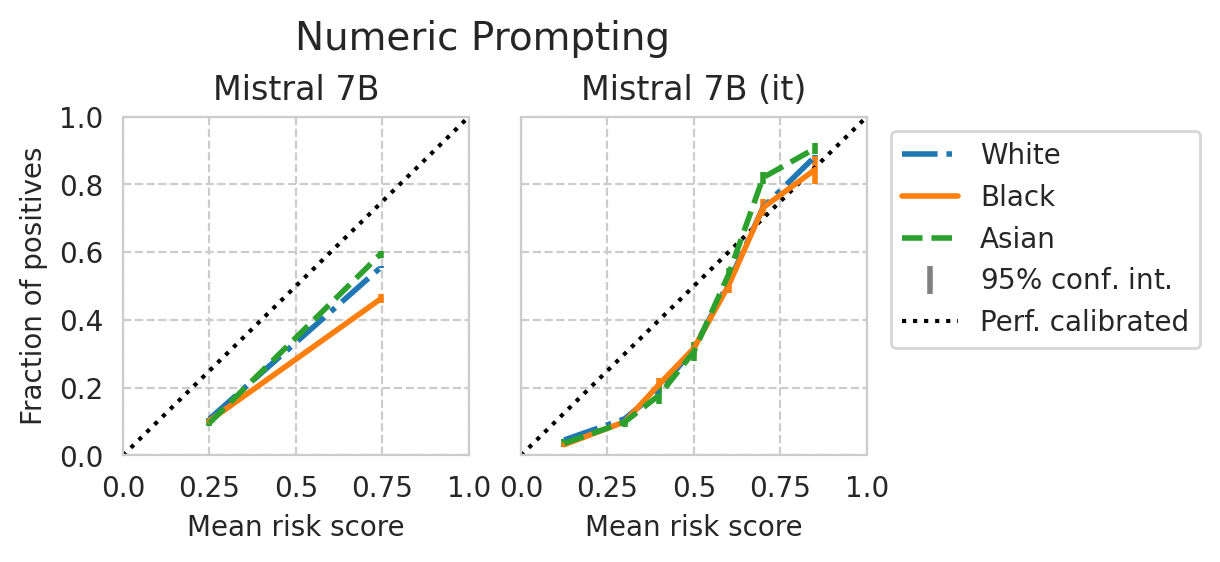 Numeric Prompting
Mistral 7B
Mistral 7B (it)
Fraction of positives
1.0
0.8
0.6
0.4
0.2
0.0
0.0 0.25 0.5 0.75 1.0
0.0 0.25 0.5 0.75 1.0
Mean risk score
Mean risk score
White
Black
Asian
95% conf. int.
Perf. calibrated